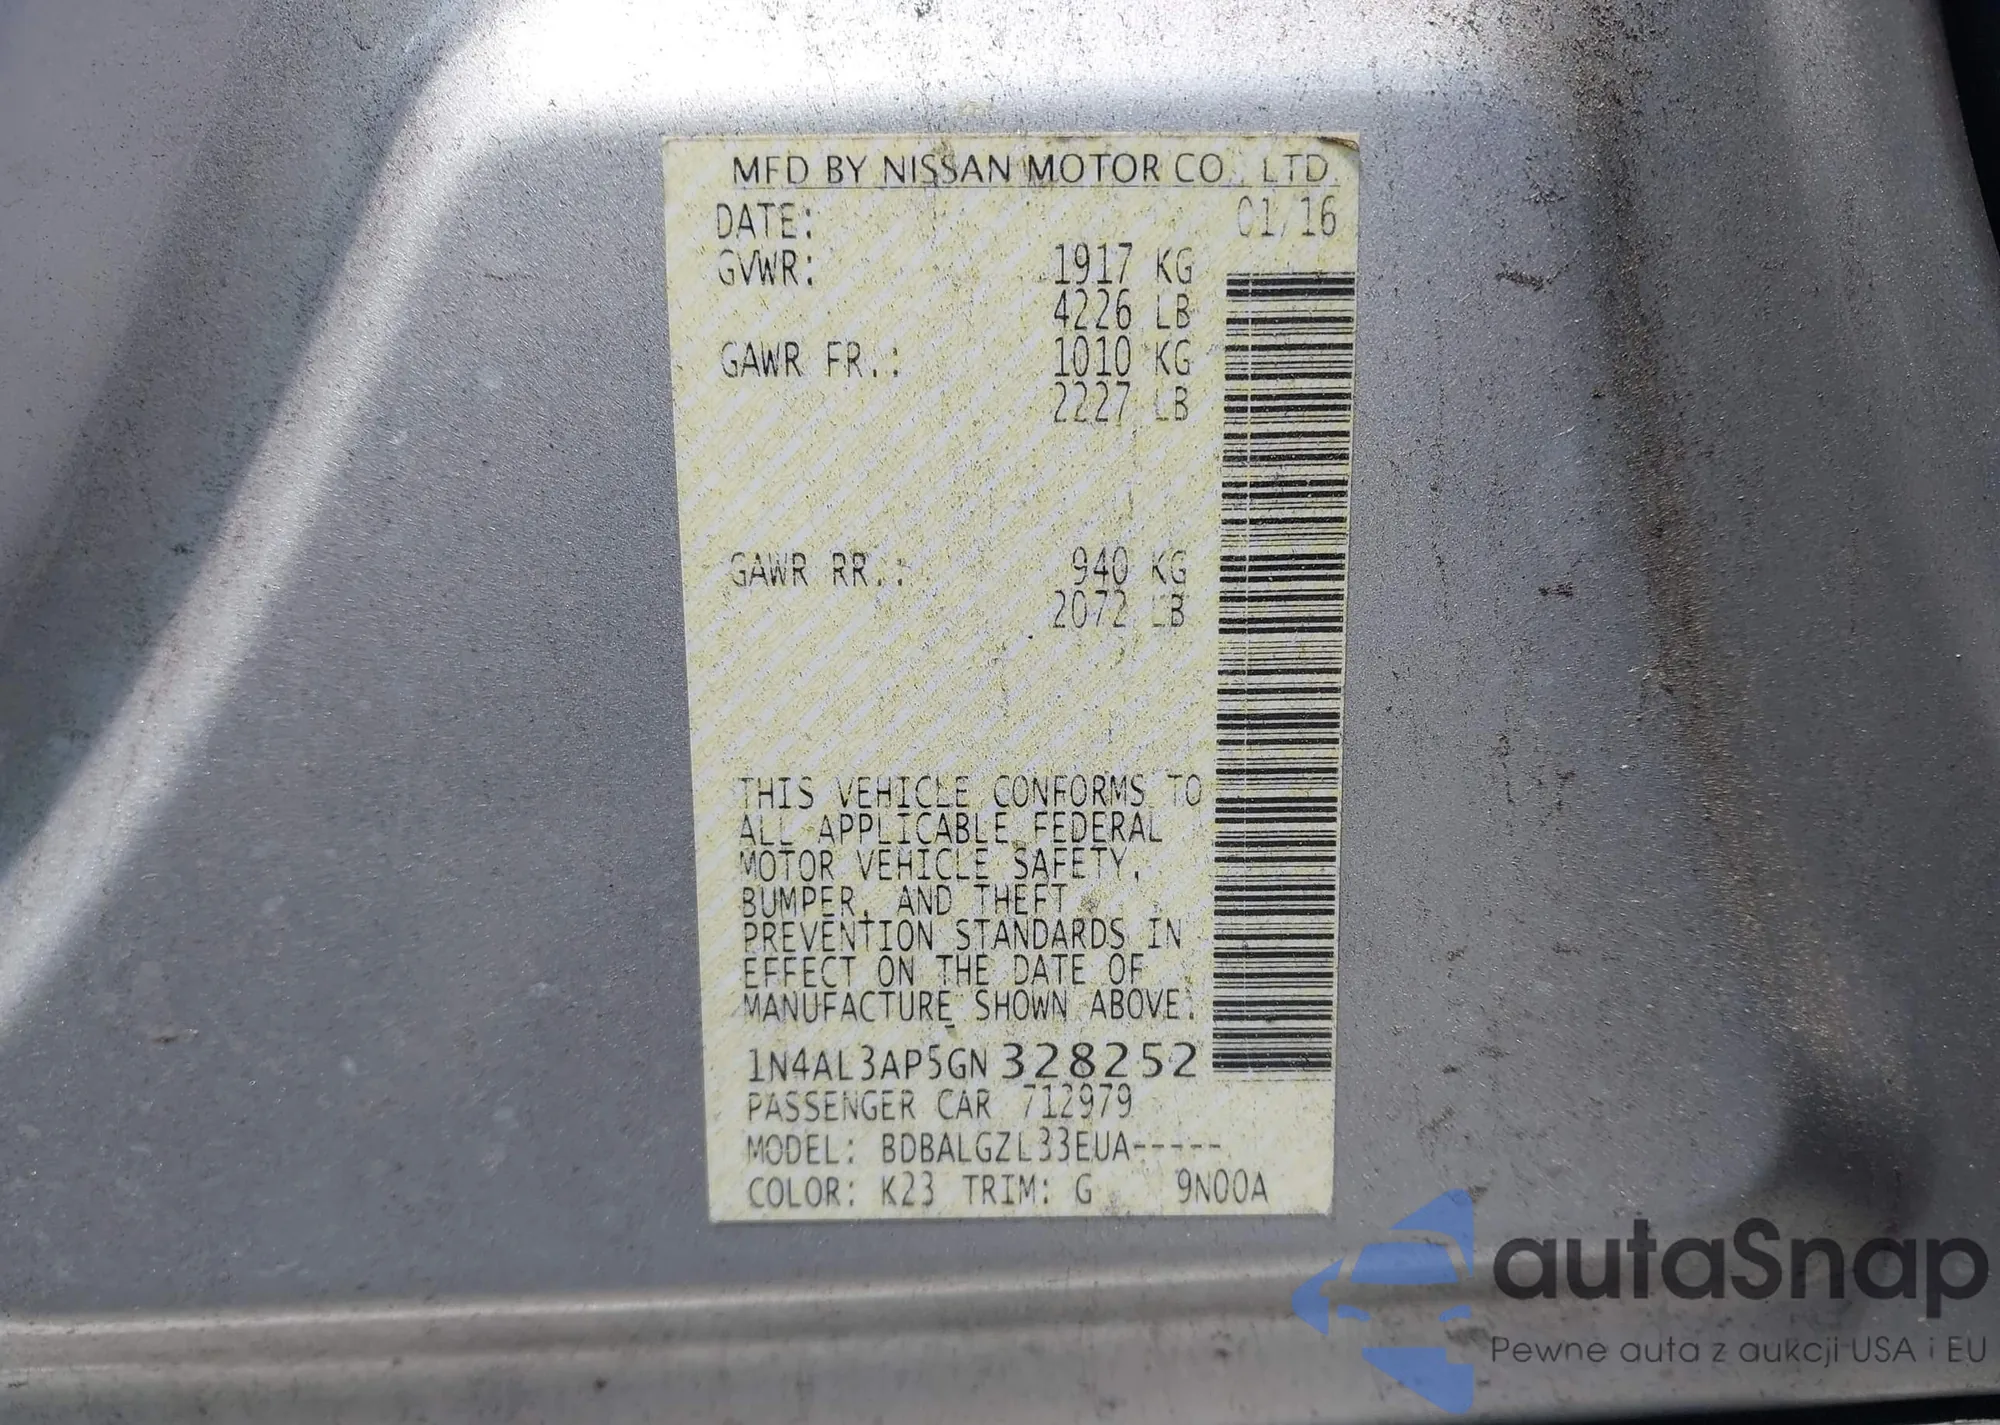 MFD BY NISSAN MOTOR CO., LTD.
DATE: 01/16
GVWR: 1917 KG
4226 LB
GAWR FR.: 1010 KG
2227 LB
GAWR RR.: 940 KG
2072 LB
THIS VEHICLE CONFORMS TO
ALL APPLICABLE FEDERAL
MOTOR VEHICLE SAFETY,
BUMPER, AND THEFT
PREVENTION STANDARDS IN
EFFECT ON THE DATE OF
MANUFACTURE SHOWN ABOVE.
1N4AL3AP5GN328252
PASSENGER CAR 712979
MODEL: BDBALGZL33EUA-----
COLOR: K23 TRIM: G 9N00A
autaSnap
Pewne auta z aukcji USA i EU